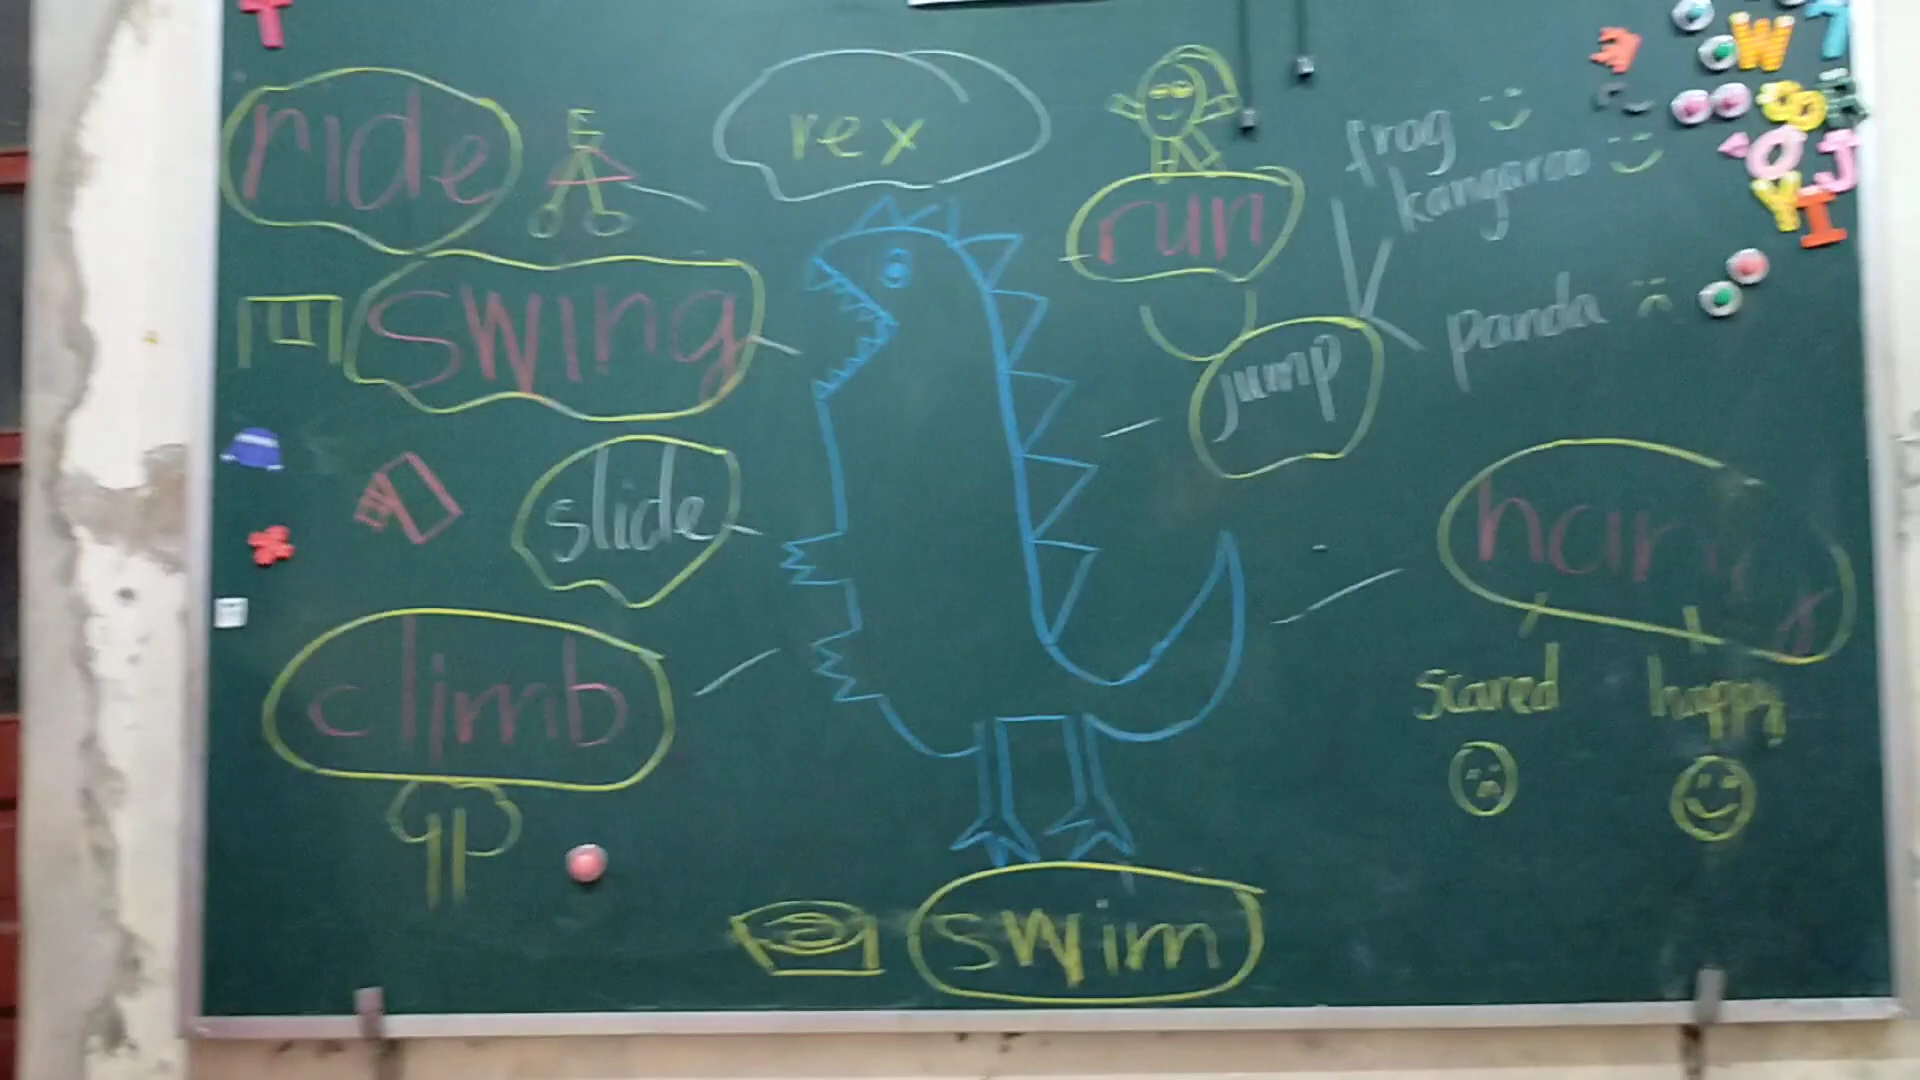 ride
rex
run
frog
kangaroo
swing
jump
panda
slide
climb
scared
happy
swim